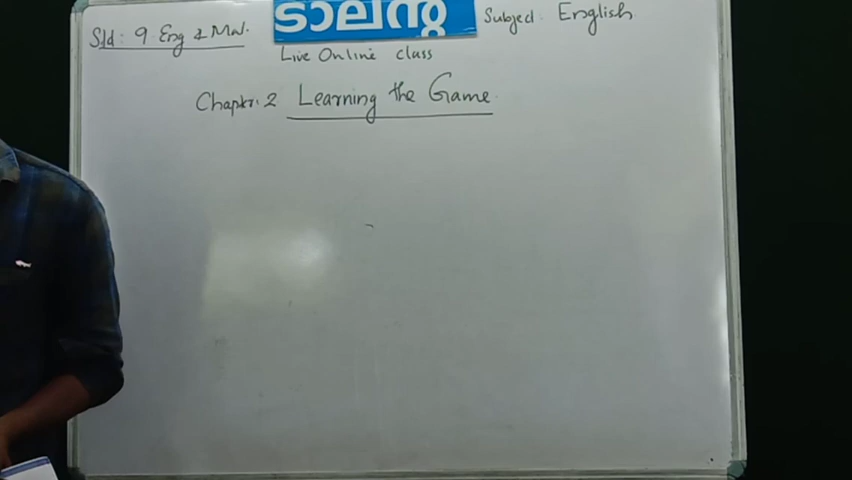 Std: 9 Eng & Mal.
Subject: English
Live Online class
Chapter: 2 Learning the Game.